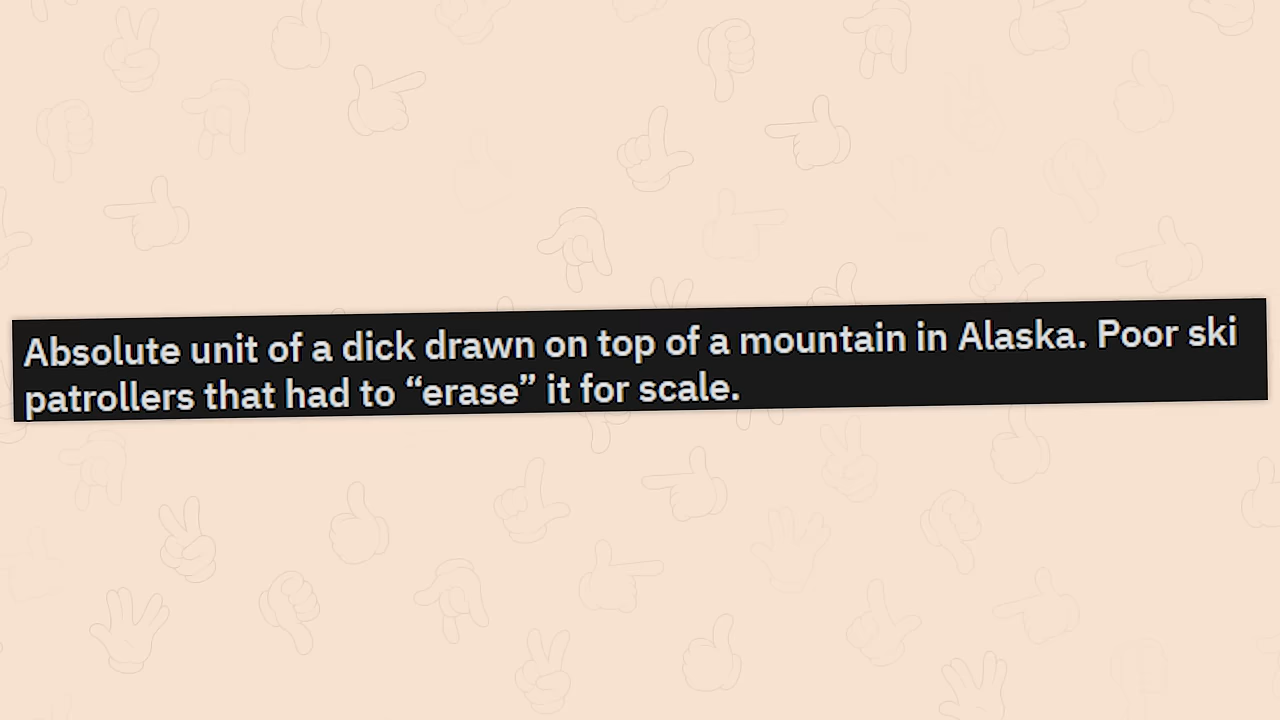 Absolute unit of a dick drawn on top of a mountain in Alaska. Poor ski
patrollers that had to “erase” it for scale.